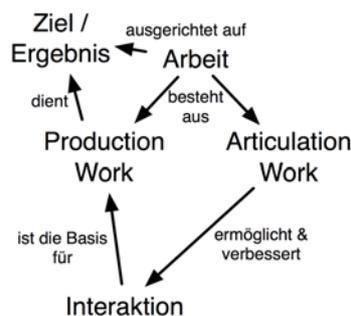 Ziel /
Ergebnis
ausgerichtet auf
Arbeit
dient
besteht
aus
Production
Work
Articulation
Work
ist die Basis
für
ermöglicht &
verbessert
Interaktion